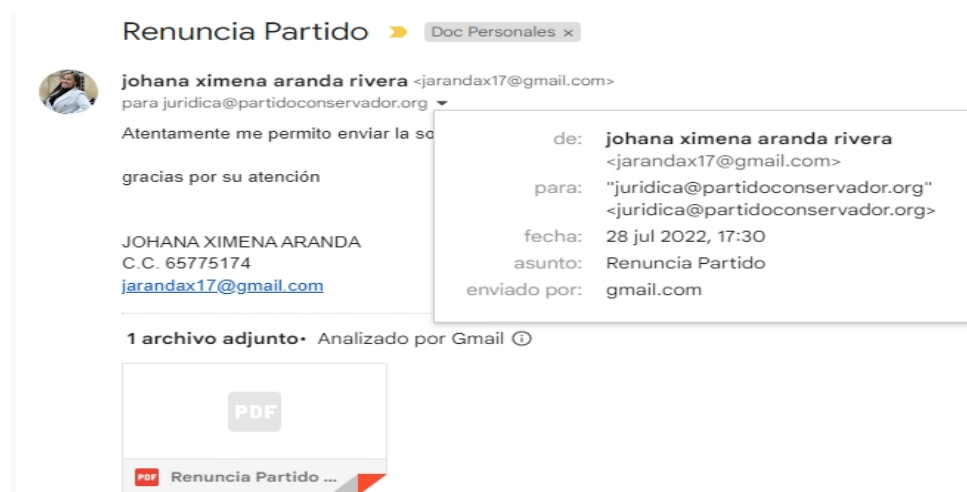 Renuncia Partido Doc Personales ×
johana ximena aranda rivera <jarandax17@gmail.com>
para juridica@partidoconservador.org
Atentamente me permito enviar la so
gracias por su atención
JOHANA XIMENA ARANDA
C.C. 65775174
jarandax17@gmail.com
de: johana ximena aranda rivera
<jarandax17@gmail.com>
para: "juridica@partidoconservador.org"
<juridica@partidoconservador.org>
fecha: 28 jul 2022, 17:30
asunto: Renuncia Partido
enviado por: gmail.com
1 archivo adjunto• Analizado por Gmail
PDF
PDF Renuncia Partido ...